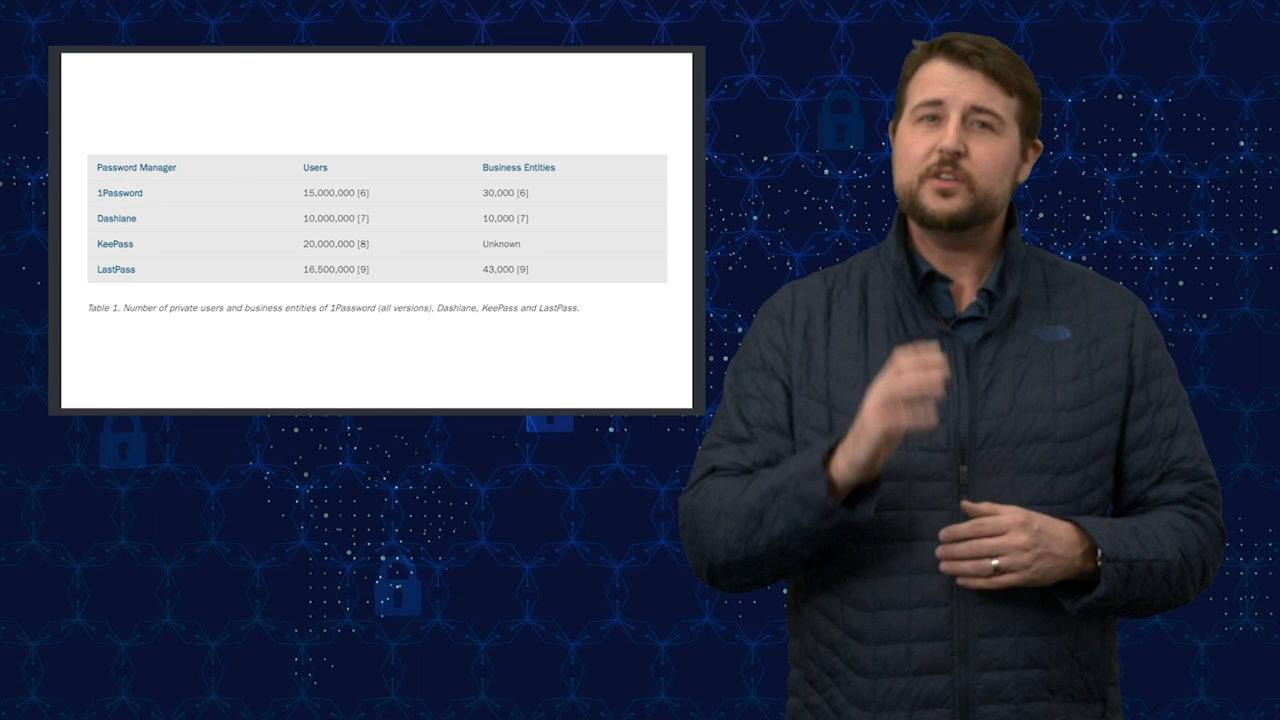 Password Manager Users Business Entities
1Password 15,000,000 [6] 30,000 [6]
Dashlane 10,000,000 [7] 10,000 [7]
KeePass 20,000,000 [8] Unknown
LastPass 16,500,000 [9] 43,000 [9]
Table 1. Number of private users and business entities of 1Password (all versions), Dashlane, KeePass and LastPass.